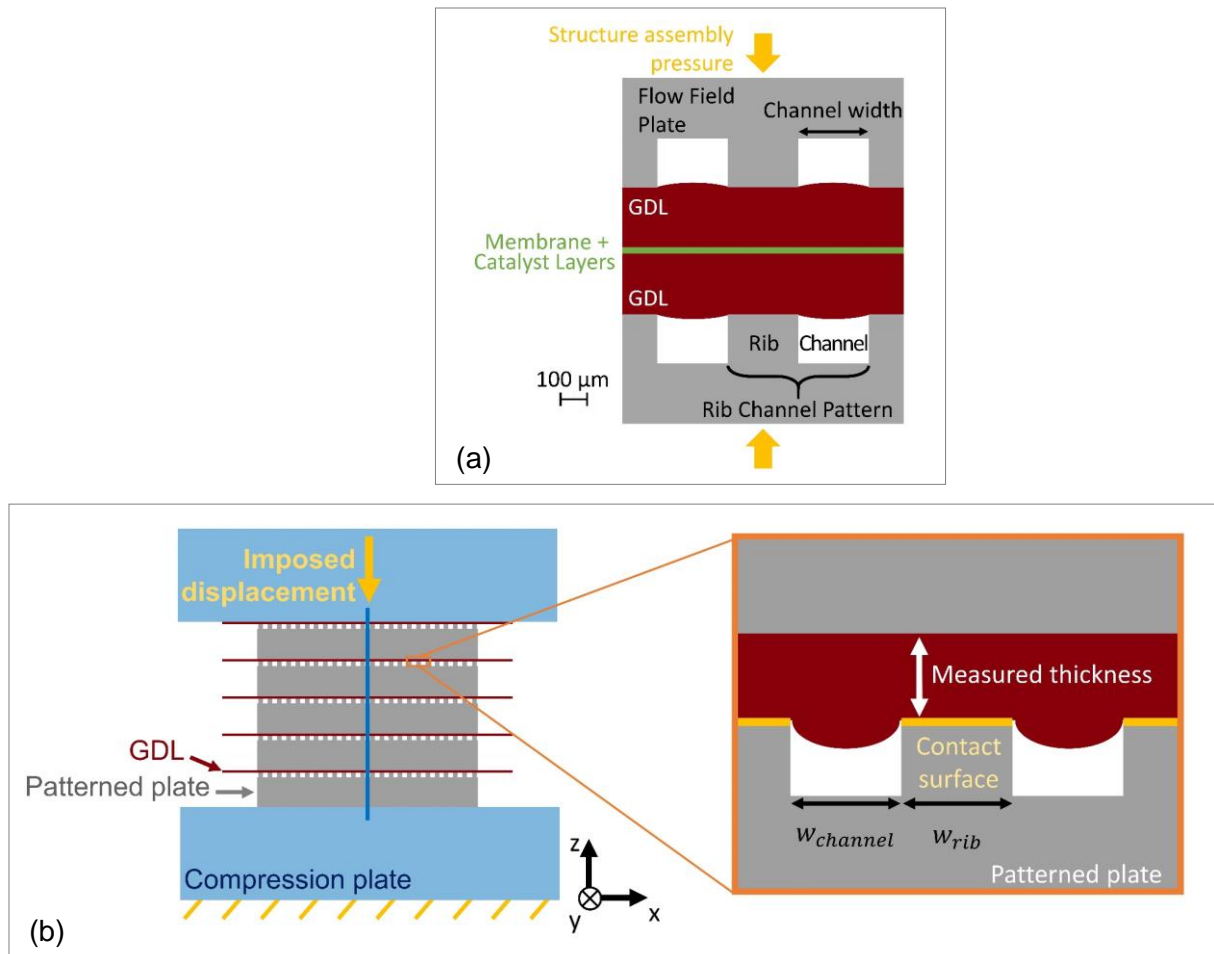 Structure assembly
pressure
Flow Field
Plate
Channel width
GDL
Membrane +
Catalyst Layers
GDL
Rib
Channel
100 µm
Rib Channel Pattern
(a)
Imposed
displacement
Measured thickness
GDL
Contact
surface
Patterned plate
w_channel
w_rib
Compression plate
z
Patterned plate
y
x
(b)